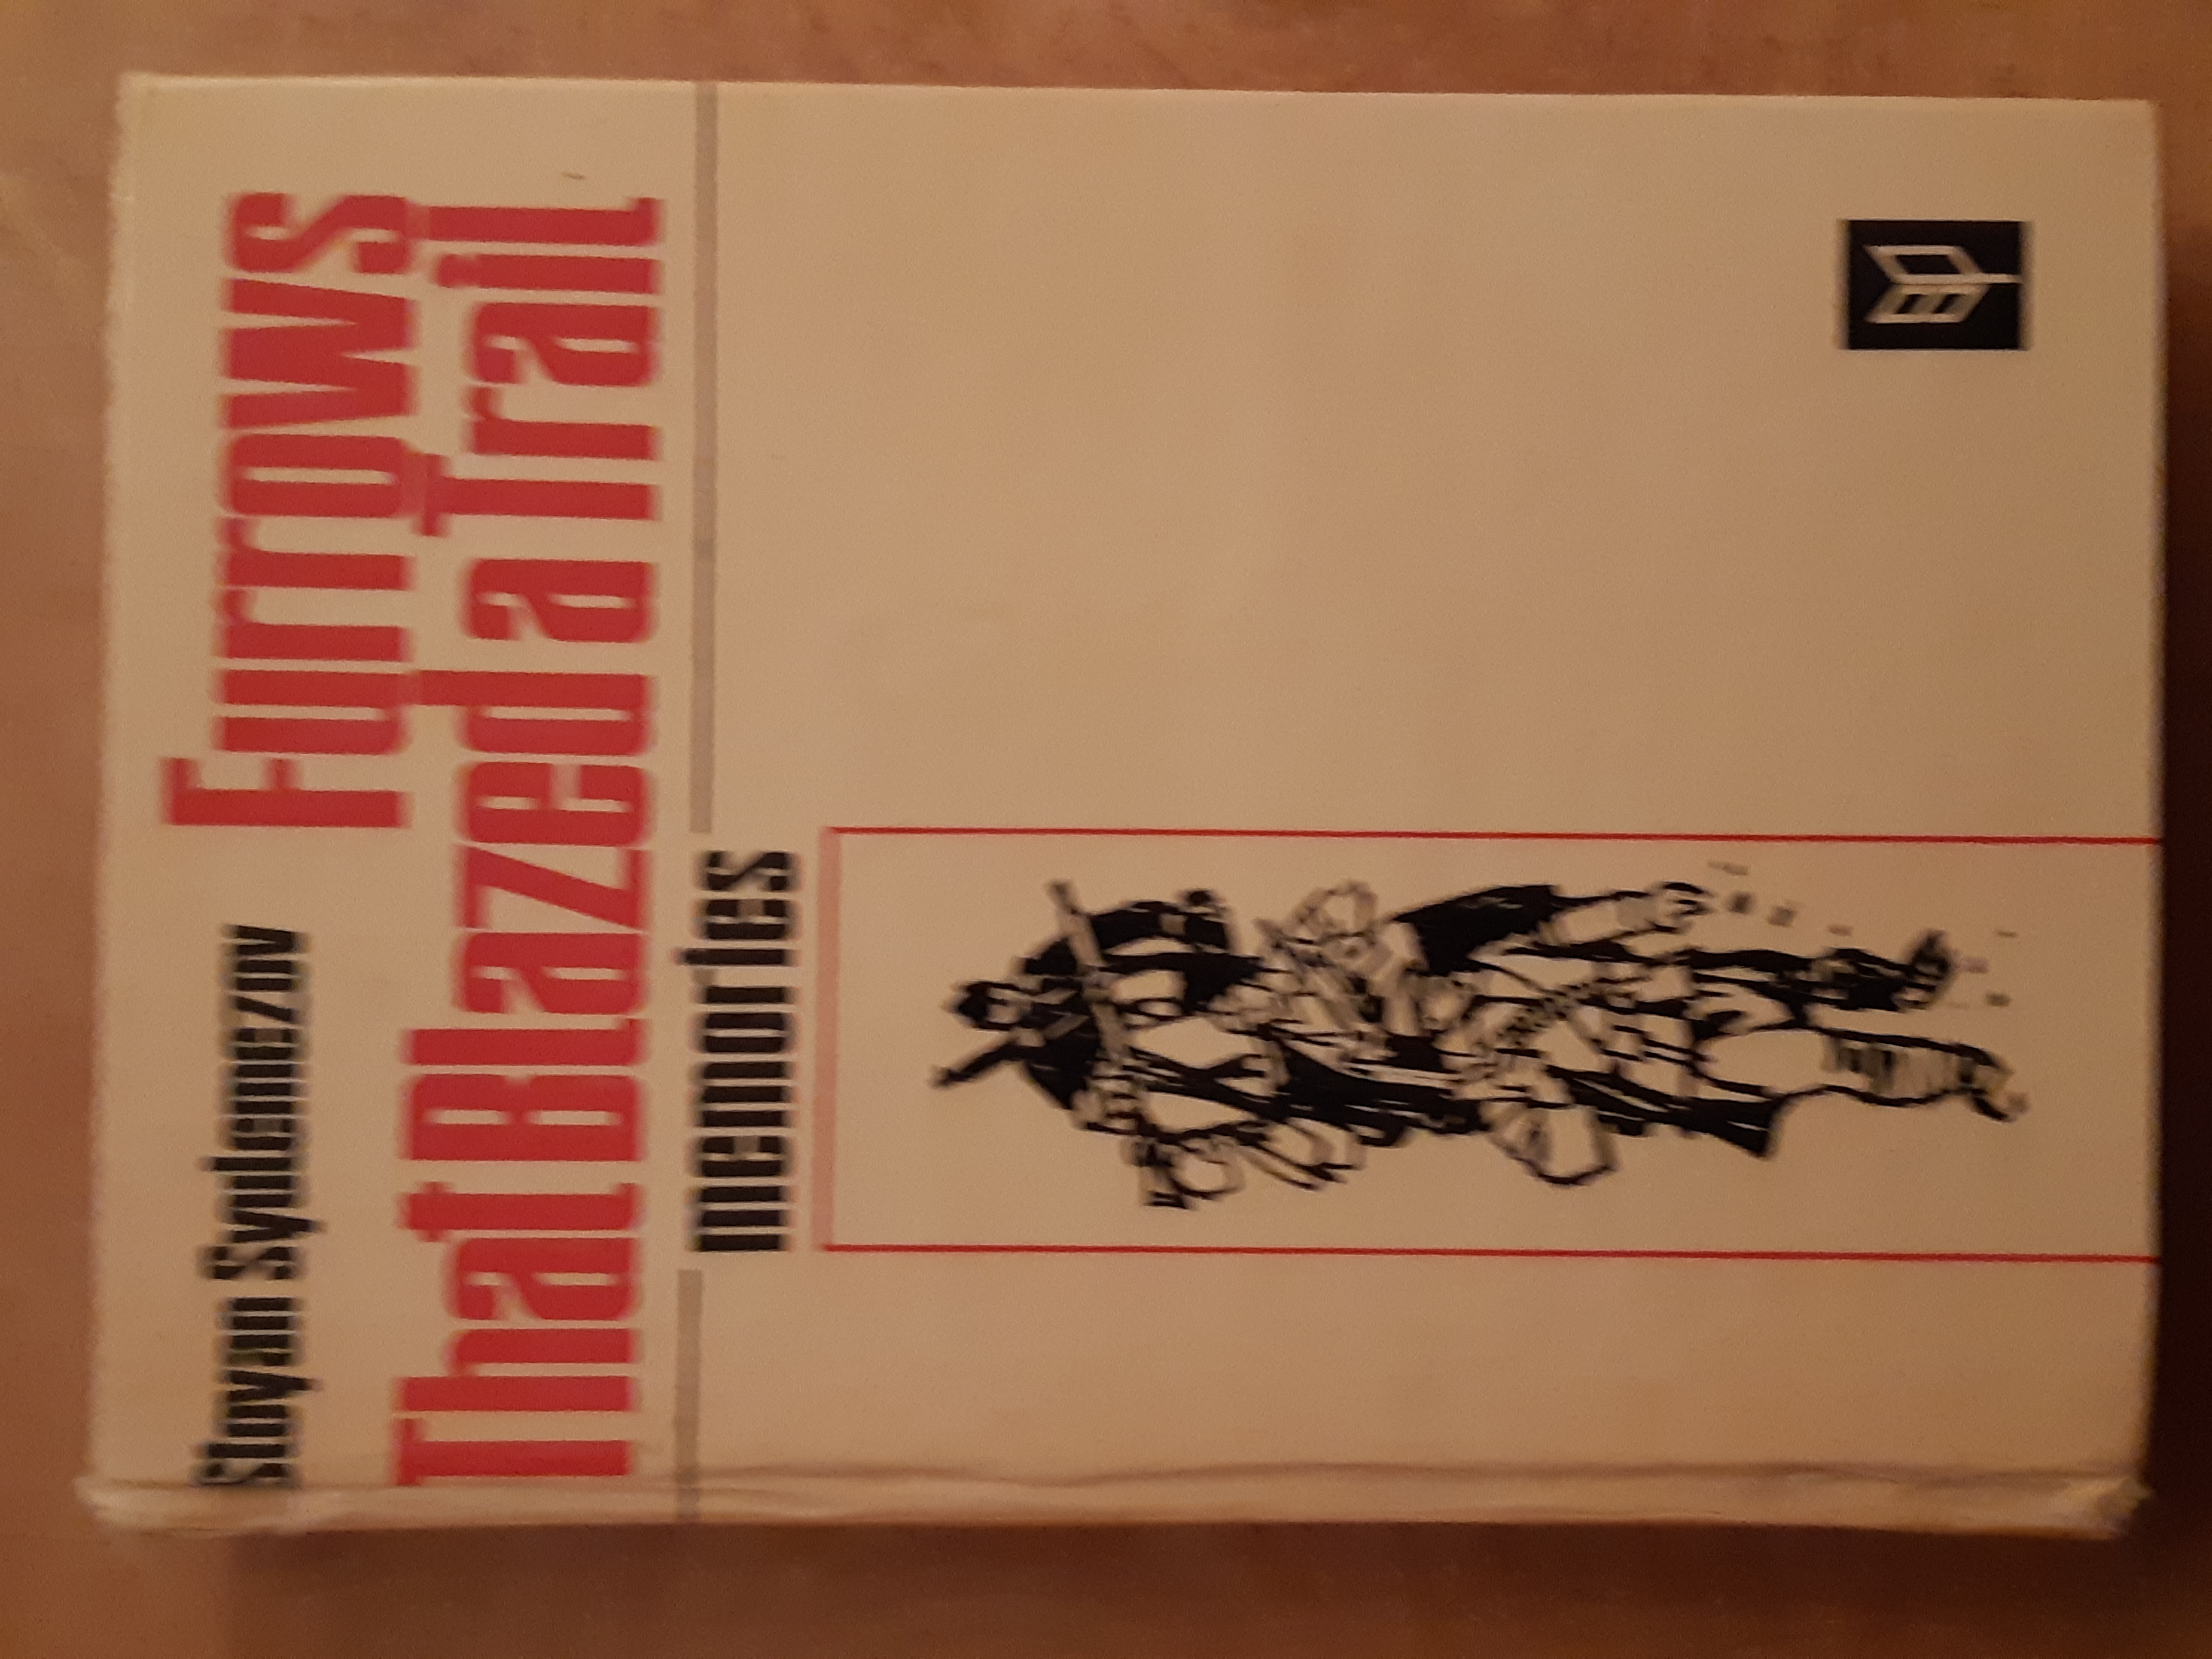 Stoyan Syulemezov
Furrows
That Blazed a Trail
memories